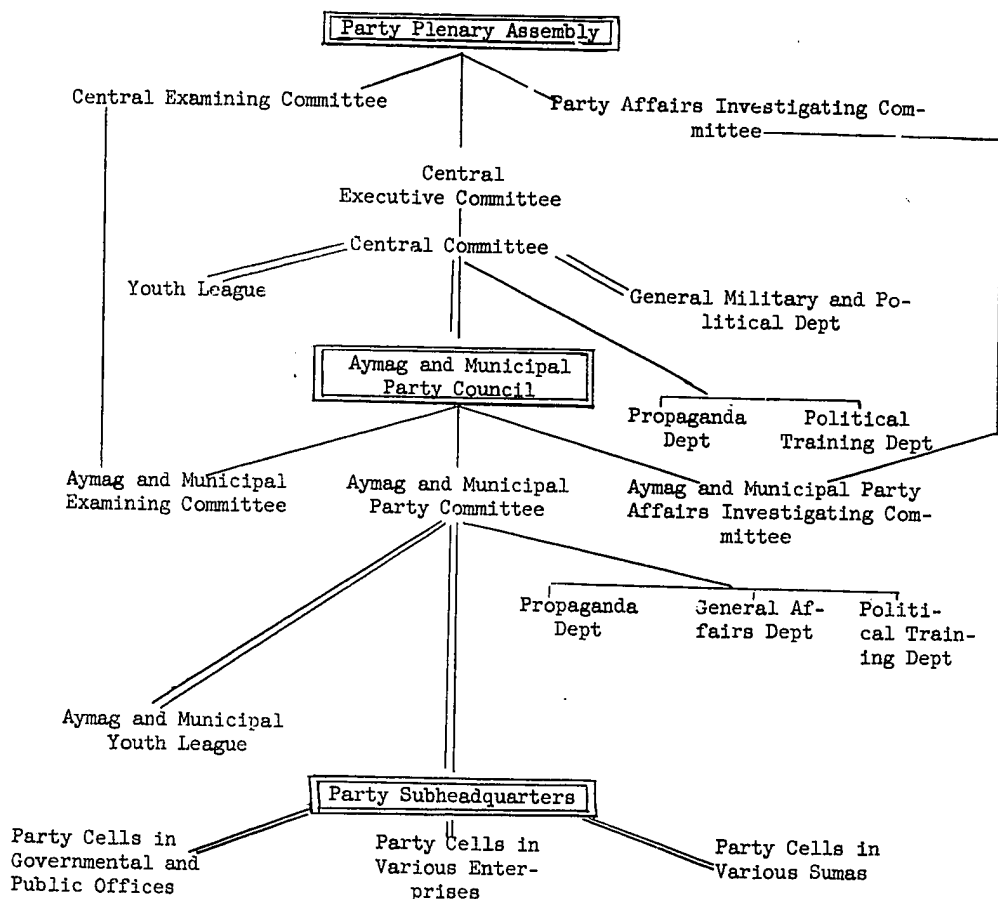 Party Plenary Assembly
Central Examining Committee
Party Affairs Investigating Com-
mittee
Central
Executive Committee
Central Committee
Youth League
General Military and Po-
litical Dept
Aymag and Municipal
Party Council
Propaganda
Dept
Political
Training Dept
Aymag and Municipal
Examining Committee
Aymag and Municipal
Party Committee
Aymag and Municipal Party
Affairs Investigating Com-
mittee
Propaganda
Dept
General Af-
fairs Dept
Politi-
cal Train-
ing Dept
Aymag and Municipal
Youth League
Party Subheadquarters
Party Cells in
Governmental and
Public Offices
Party Cells in
Various Enter-
prises
Party Cells in
Various Sumas